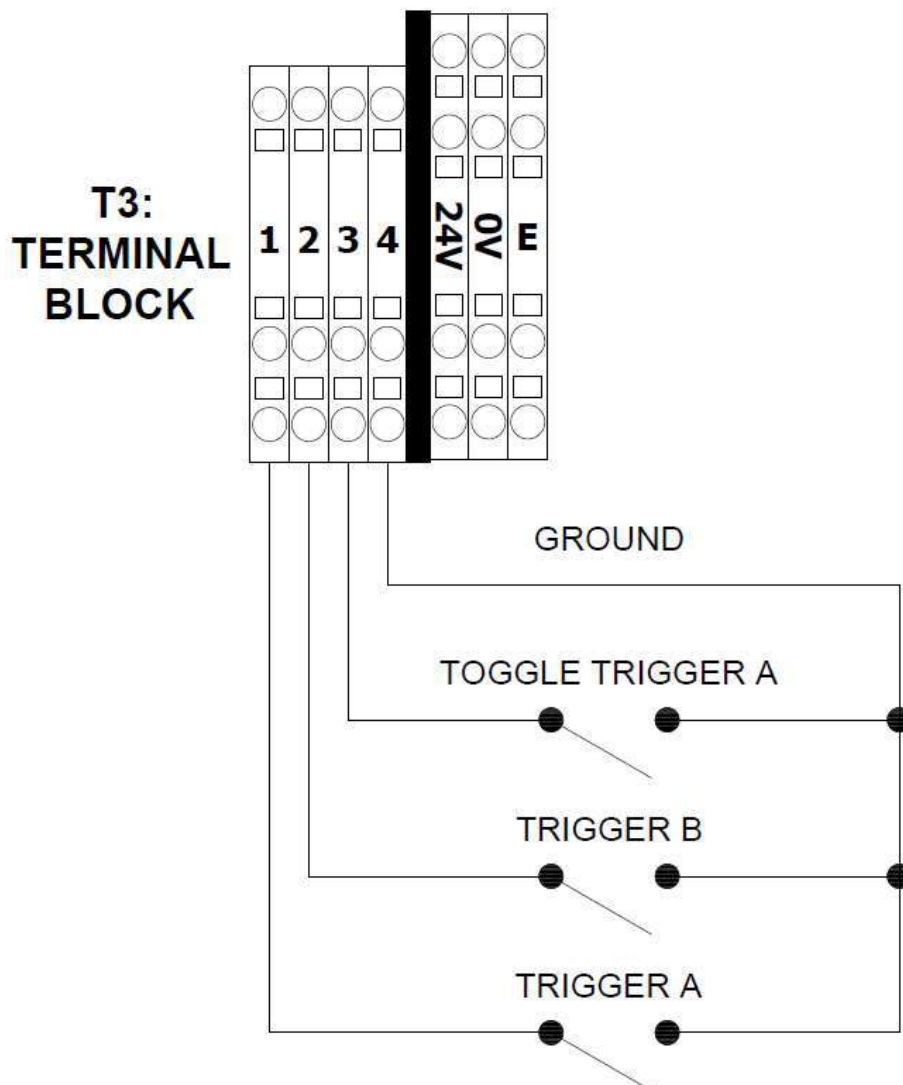 T3:
TERMINAL
BLOCK
1 2 3 4 24V 0V E
GROUND
TOGGLE TRIGGER A
TRIGGER B
TRIGGER A